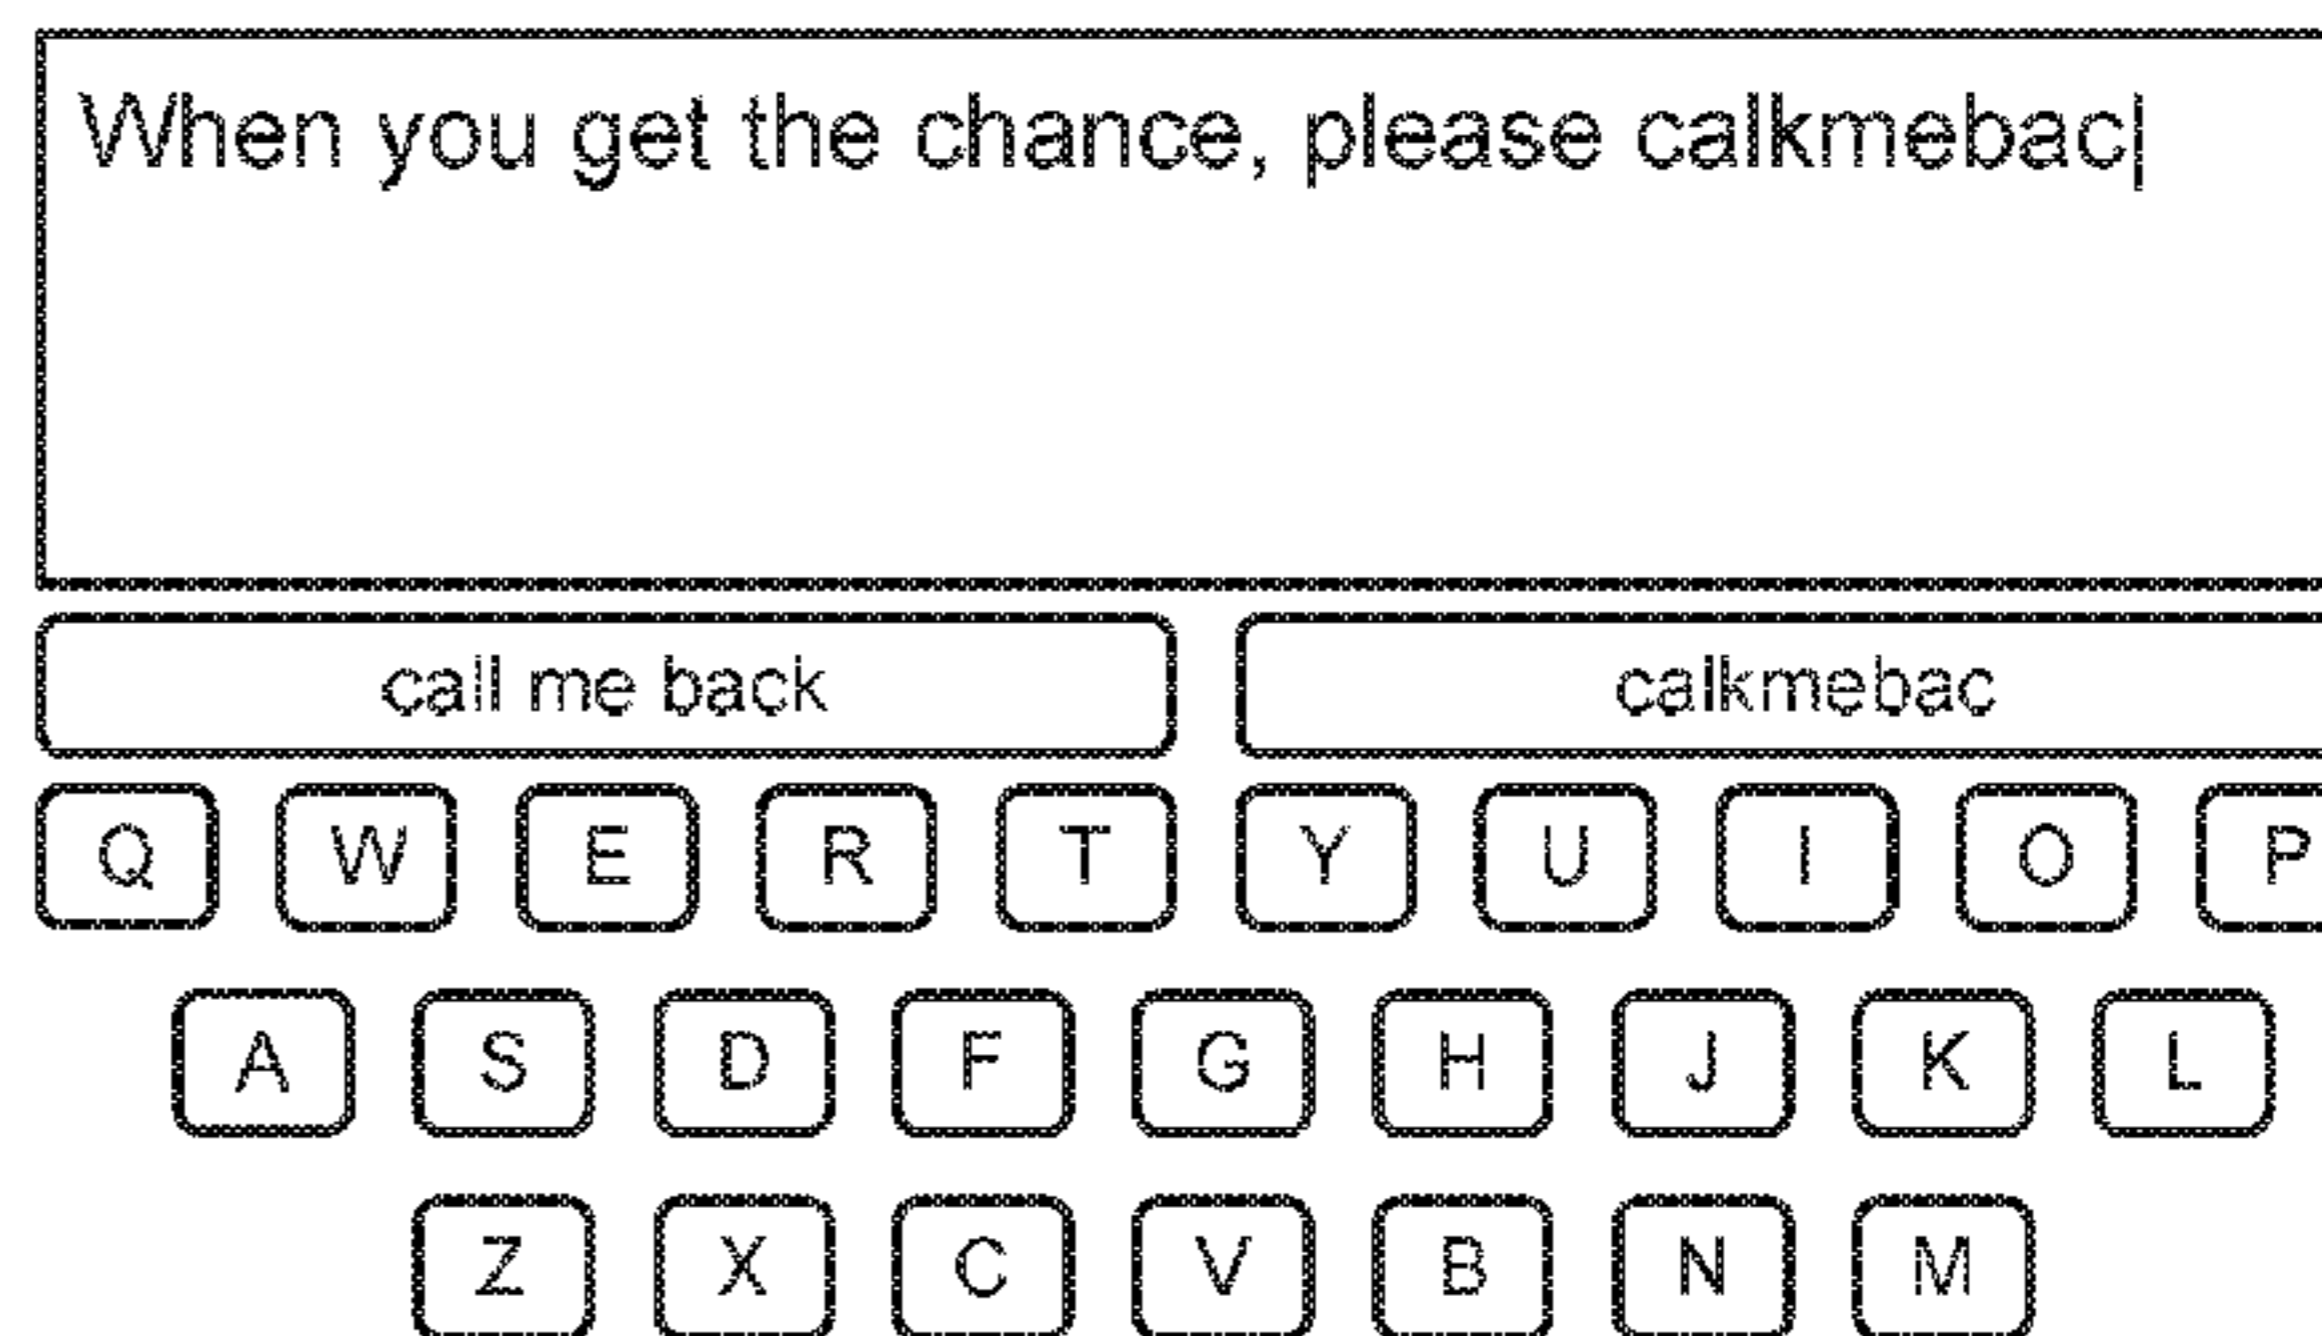 When you get the chance, please calkmebac
call me back calkmebac
Q W E R T Y U I O P
A S D F G H J K L
Z X C V B N M